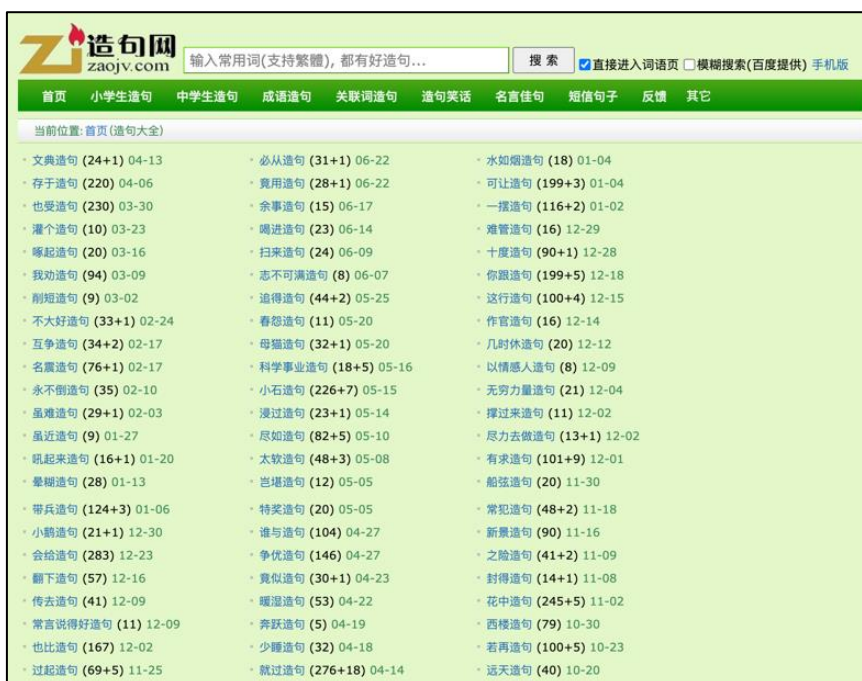 造句网
zaojv.com
输入常用词(支持繁體), 都有好造句...
搜 索
直接进入词语页 模糊搜索(百度提供) 手机版
首页 小学生造句 中学生造句 成语造句 关联词造句 造句笑话 名言佳句 短信句子 反馈 其它
当前位置:首页(造句大全)
文典造句 (24+1) 04-13 必从造句 (31+1) 06-22 水如烟造句 (18) 01-04
存于造句 (220) 04-06 竟用造句 (28+1) 06-22 可让造句 (199+3) 01-04
也受造句 (230) 03-30 余事造句 (15) 06-17 一摆造句 (116+2) 01-02
灌个造句 (10) 03-23 喝进造句 (23) 06-14 难管造句 (16) 12-29
啄起造句 (20) 03-16 扫来造句 (24) 06-09 十度造句 (90+1) 12-28
我劝造句 (94) 03-09 志不可满造句 (8) 06-07 你跟造句 (199+5) 12-18
削短造句 (9) 03-02 追得造句 (44+2) 05-25 这行造句 (100+4) 12-15
不大好造句 (33+1) 02-24 春怨造句 (11) 05-20 作官造句 (16) 12-14
互争造句 (34+2) 02-17 母猫造句 (32+1) 05-20 几时休造句 (20) 12-12
名震造句 (76+1) 02-17 科学事业造句 (18+5) 05-16 以情感人造句 (8) 12-09
永不倒造句 (35) 02-10 小石造句 (226+7) 05-15 无穷力量造句 (21) 12-04
虽难造句 (29+1) 02-03 浸过造句 (23+1) 05-14 撑过来造句 (11) 12-02
虽近造句 (9) 01-27 尽如造句 (82+5) 05-10 尽力去做造句 (13+1) 12-02
吼起来造句 (16+1) 01-20 太软造句 (48+3) 05-08 有求造句 (101+9) 12-01
晕糊造句 (28) 01-13 岂堪造句 (12) 05-05 船弦造句 (20) 11-30
带兵造句 (124+3) 01-06 特奖造句 (20) 05-05 常犯造句 (48+2) 11-18
小鹅造句 (21+1) 12-30 谁与造句 (104) 04-27 新景造句 (90) 11-16
会给造句 (283) 12-23 争优造句 (146) 04-27 之险造句 (41+2) 11-09
翻下造句 (57) 12-16 竟似造句 (30+1) 04-23 封得造句 (14+1) 11-08
传去造句 (41) 12-09 暖湿造句 (53) 04-22 花中造句 (245+5) 11-02
常言说得好造句 (11) 12-09 奔跃造句 (5) 04-19 西楼造句 (79) 10-30
也比造句 (167) 12-02 少睡造句 (32) 04-18 若再造句 (100+5) 10-23
过起造句 (69+5) 11-25 就过造句 (276+18) 04-14 远天造句 (40) 10-20